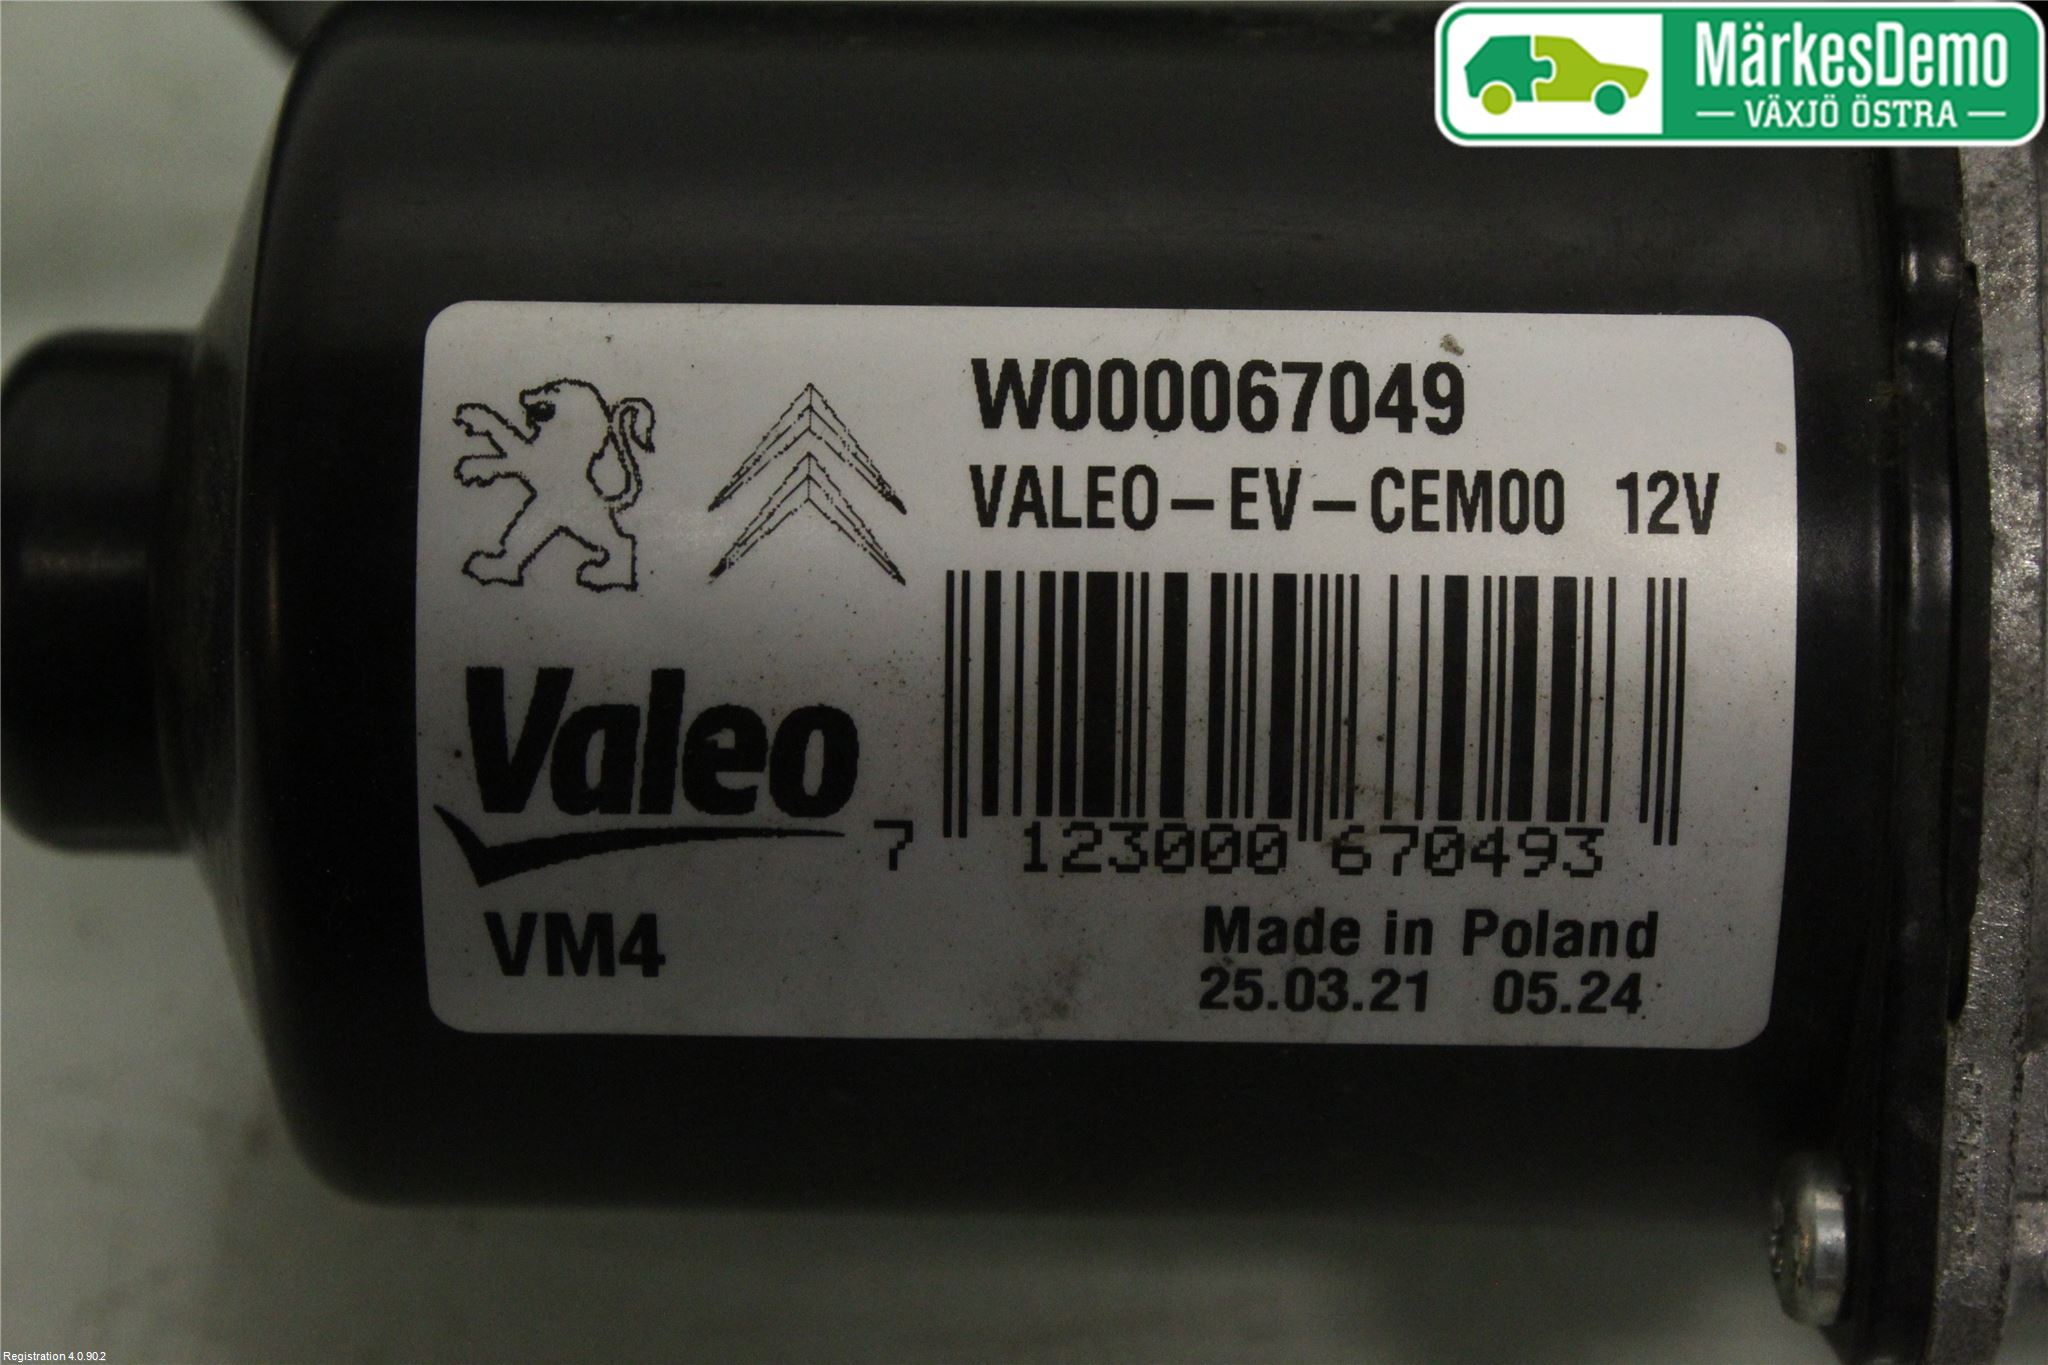 MärkesDemo
VÄXJÖ ÖSTRA
W000067049
VALEO-EV-CEM00 12V
Valeo
7 123000 670493
VM4
Made in Poland
25.03.21 05.24
Registration 4.0.90.2